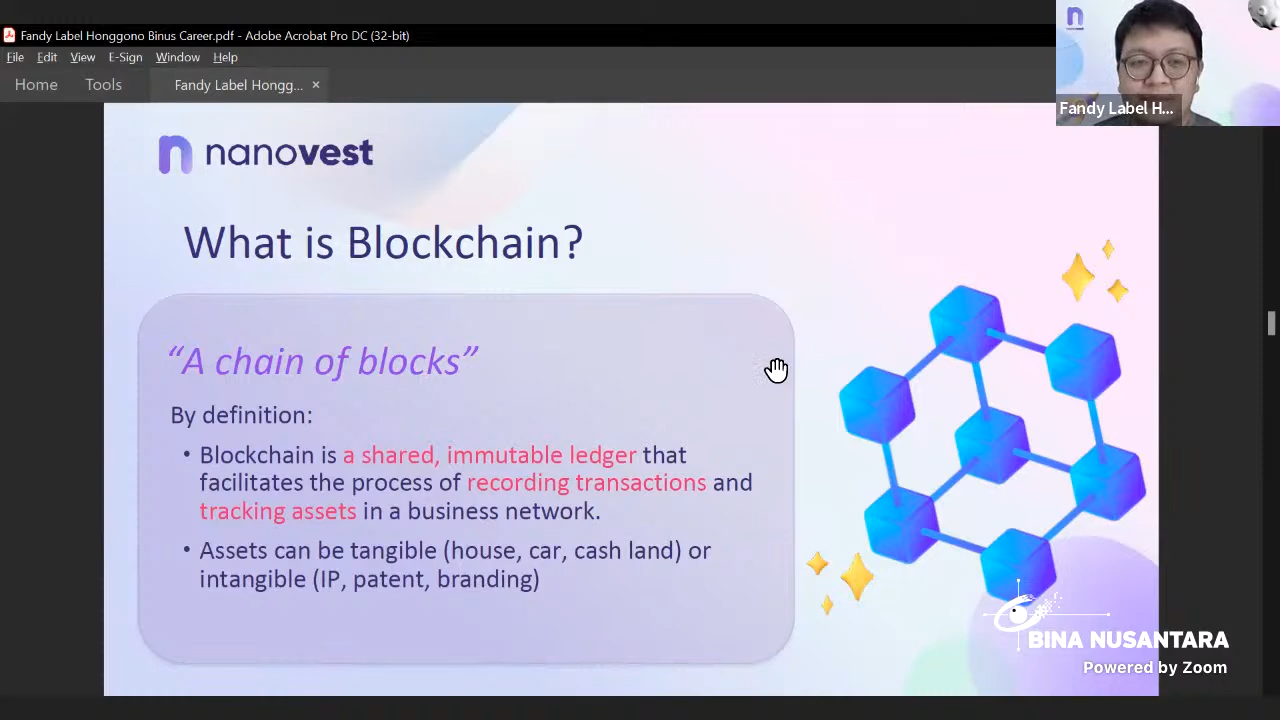 Fandy Label Honggono Binus Career.pdf - Adobe Acrobat Pro DC (32-bit)
File Edit View E-Sign Window Help
Home Tools Fandy Label Hongg... ×
n
nanovest
Fandy Label H...
n nanovest
What is Blockchain?
“A chain of blocks”
By definition:
• Blockchain is a shared, immutable ledger that
facilitates the process of recording transactions and
tracking assets in a business network.
• Assets can be tangible (house, car, cash land) or
intangible (IP, patent, branding)
BINA NUSANTARA
Powered by Zoom